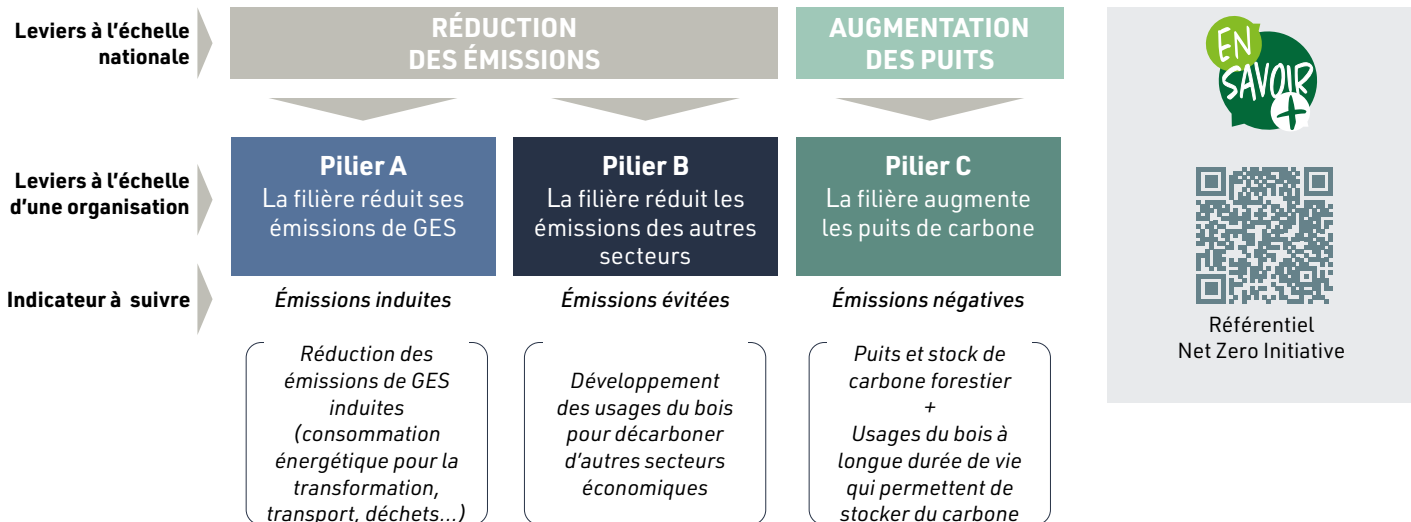 Leviers à l'échelle
nationale
RÉDUCTION
DES ÉMISSIONS
AUGMENTATION
DES PUITS
Leviers à l'échelle
d'une organisation
Pilier A
La filière réduit ses
émissions de GES
Pilier B
La filière réduit les
émissions des autres
secteurs
Pilier C
La filière augmente
les puits de carbone
Indicateur à suivre
Émissions induites
Émissions évitées
Émissions négatives
Réduction des
émissions de GES
induites
(consommation
énergétique pour la
transformation,
transport, déchets...)
Développement
des usages du bois
pour décarboner
d'autres secteurs
économiques
Puits et stock de
carbone forestier
+
Usages du bois à
longue durée de vie
qui permettent de
stocker du carbone
EN
SAVOIR
+
Référentiel
Net Zero Initiative